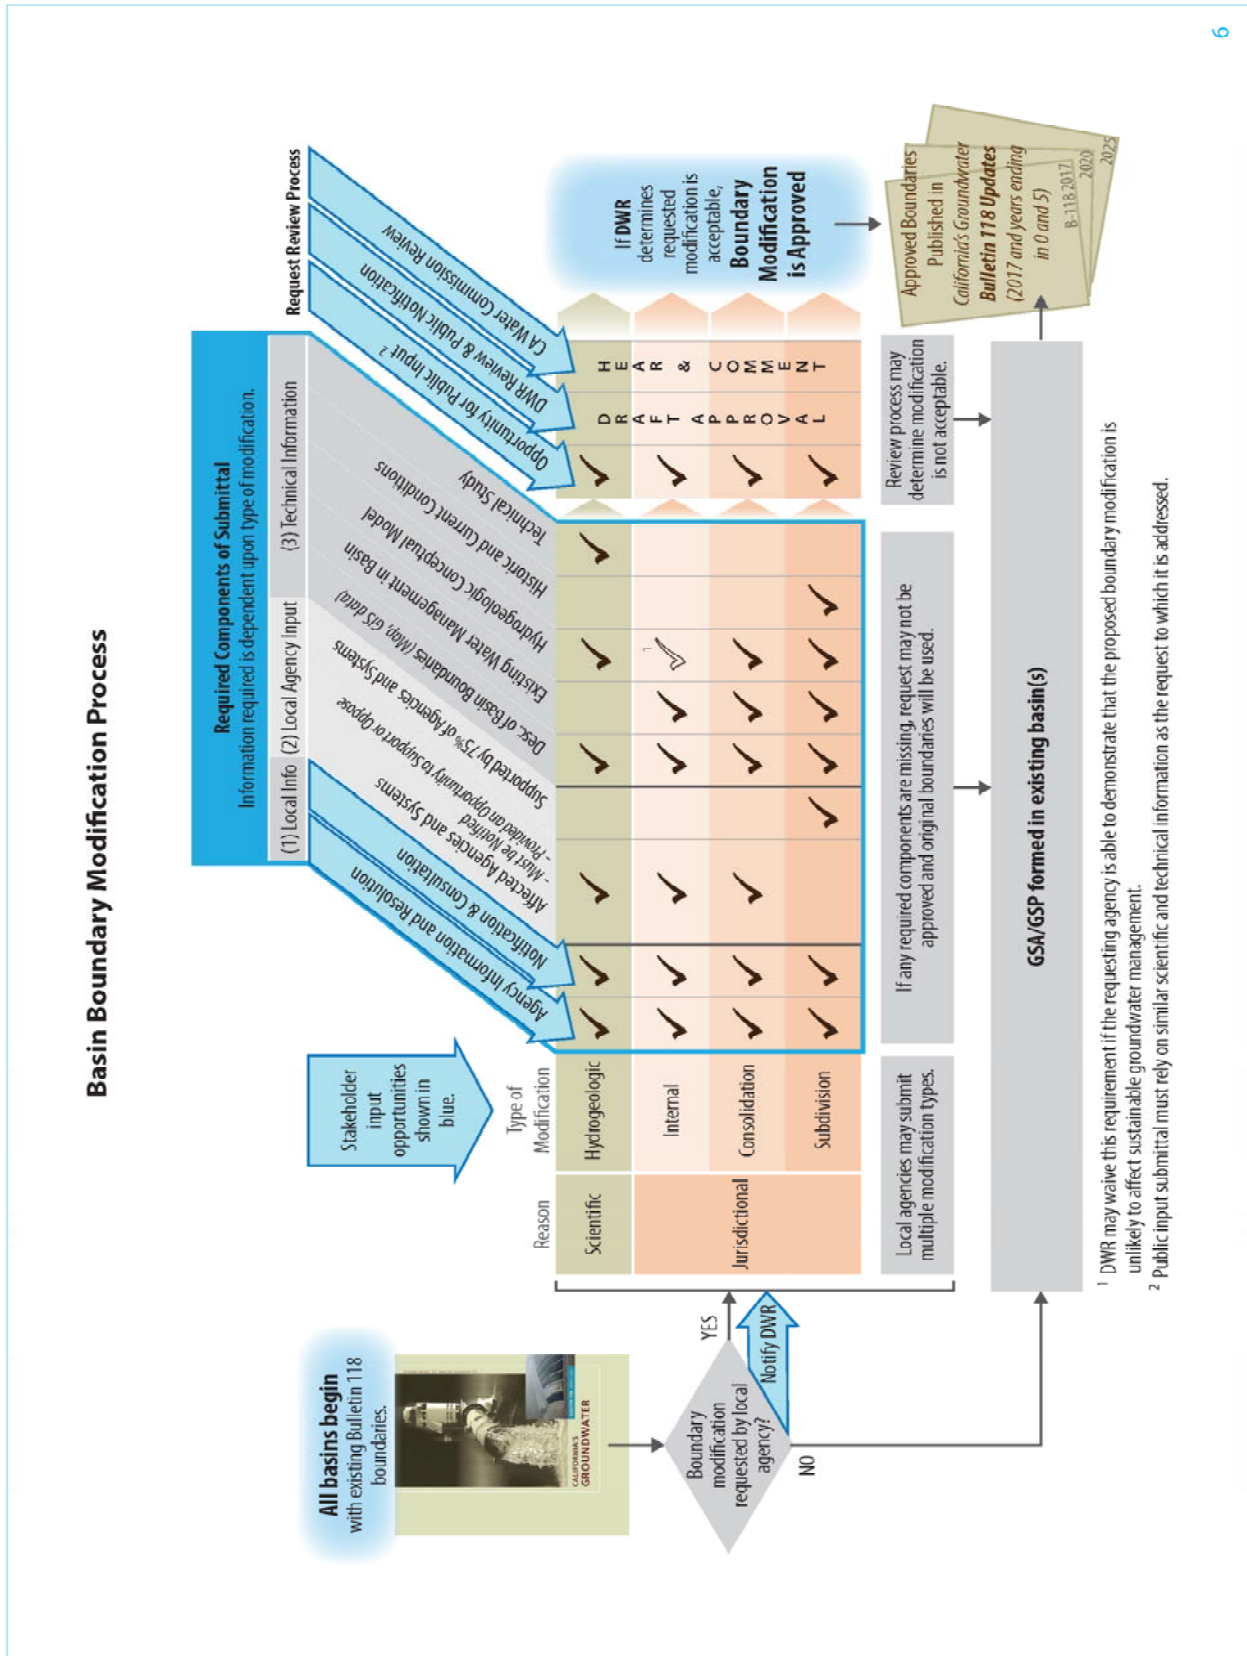 Basin Boundary Modification Process
All basins begin
with existing Bulletin 118
boundaries.
CALIFORNIA'S
GROUNDWATER
Boundary
modification
requested by local
agency?
YES
Notify DWR
NO
Stakeholder
input
opportunities
shown in
blue.
Required Components of Submittal
Information required is dependent upon type of modification.
(1) Local Info
(2) Local Agency Input
(3) Technical Information
Agency Information and Resolution
Notification & Consultation
Affected Agencies and Systems
- Must be Notified
- Provided an Opportunity to Support or Oppose
Supported by 75% of Agencies and Systems
Desc. of Basin Boundaries (Map, GIS data)
Existing Water Management in Basin
Hydrogeologic Conceptual Model
Historic and Current Conditions
Technical Study
Request Review Process
Opportunity for Public Input 2
DWR Review & Public Notification
CA Water Commission Review
Reason
Type of
Modification
Scientific
Hydrogeologic
Jurisdictional
Internal
1
Consolidation
Subdivision
DRAFT APPROVAL
HEAR & COMMENT
If DWR
determines
requested
modification is
acceptable,
Boundary
Modification
is Approved
Local agencies may submit
multiple modification types.
If any required components are missing, request may not be
approved and original boundaries will be used.
Review process may
determine modification
is not acceptable.
Approved Boundaries
Published in
California's Groundwater
Bulletin 118 Updates
(2017 and years ending
in 0 and 5)
B-118 2017
2020
2025
GSA/GSP formed in existing basin(s)
1 DWR may waive this requirement if the requesting agency is able to demonstrate that the proposed boundary modification is
unlikely to affect sustainable groundwater management.
2 Public input submittal must rely on similar scientific and technical information as the request to which it is addressed.
6